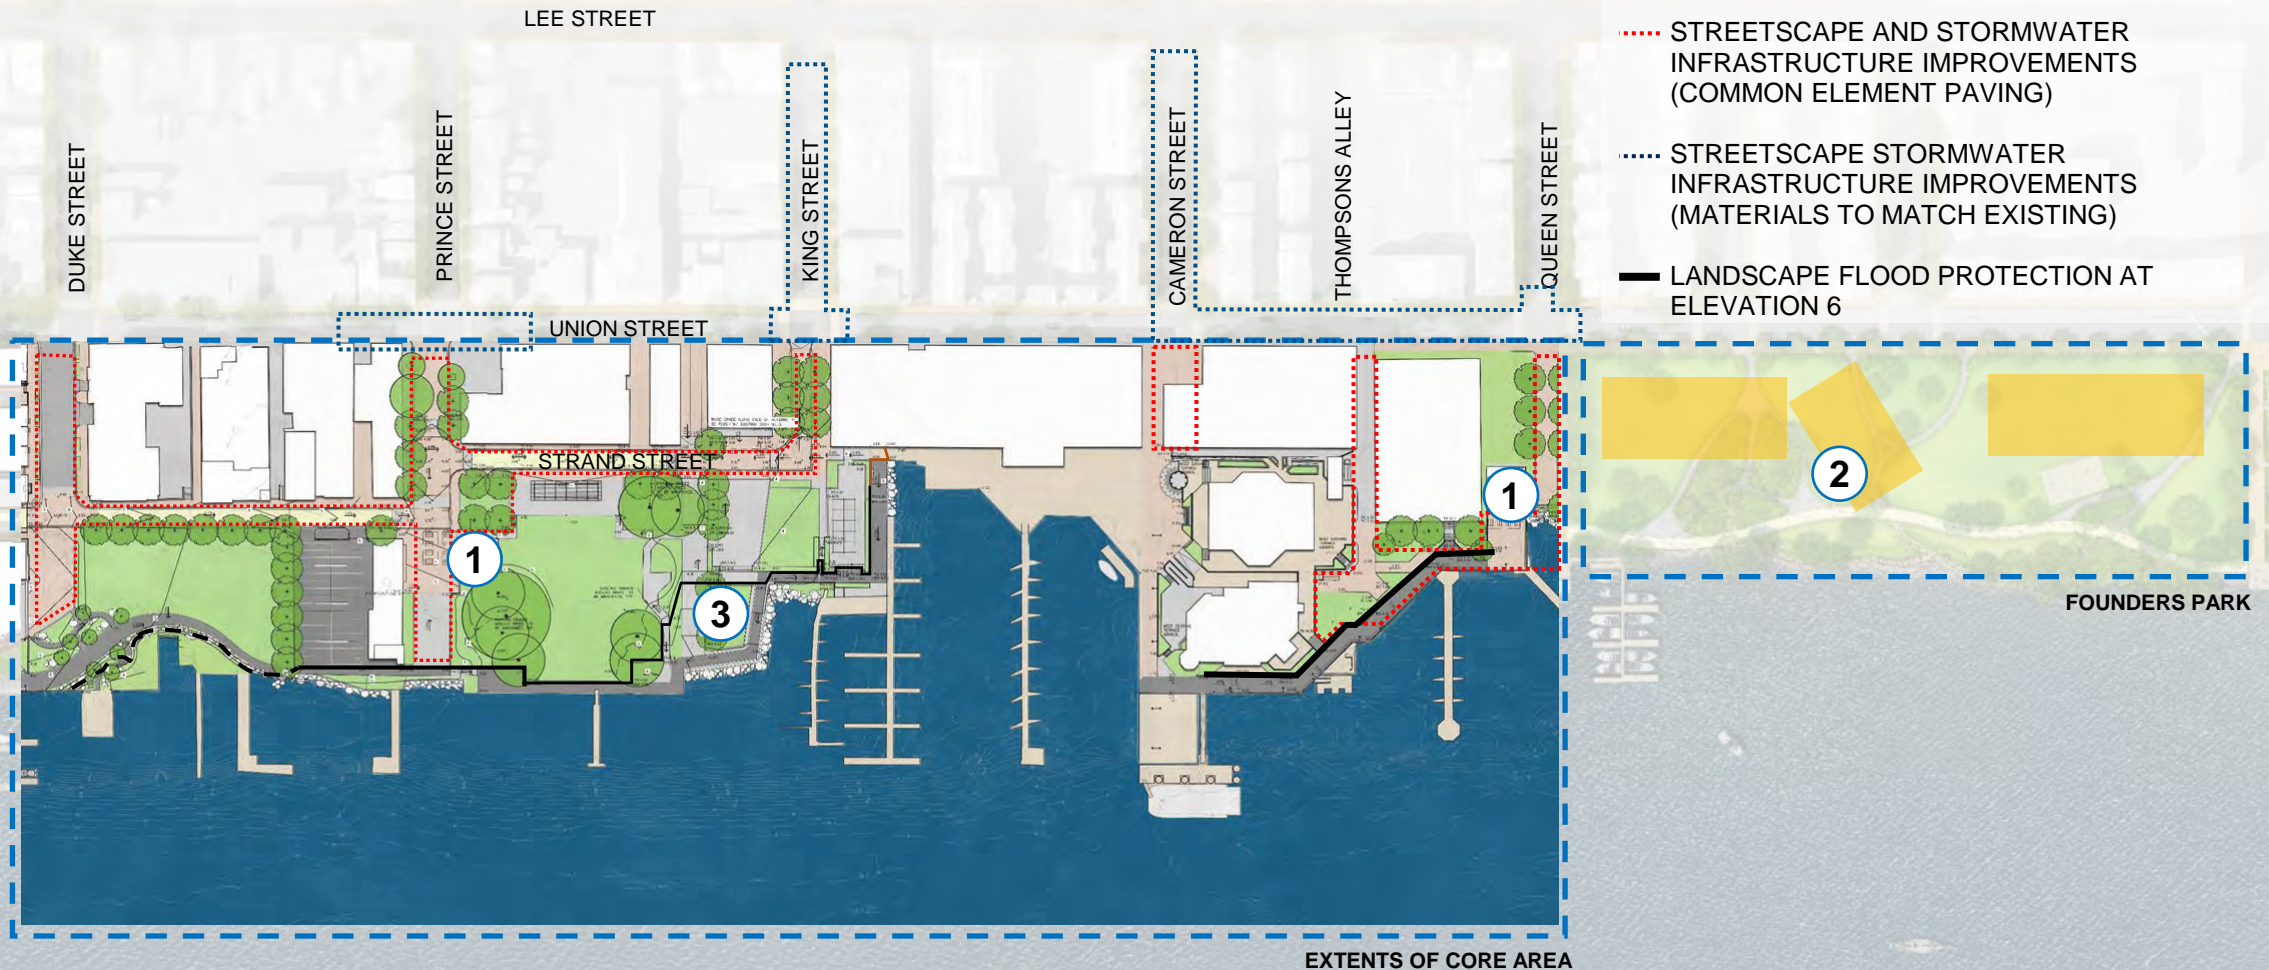 LEE STREET
STREETSCAPE AND STORMWATER
INFRASTRUCTURE IMPROVEMENTS
(COMMON ELEMENT PAVING)
STREETSCAPE STORMWATER
INFRASTRUCTURE IMPROVEMENTS
(MATERIALS TO MATCH EXISTING)
LANDSCAPE FLOOD PROTECTION AT
ELEVATION 6
DUKE STREET
PRINCE STREET
KING STREET
CAMERON STREET
THOMPSONS ALLEY
QUEEN STREET
UNION STREET
STRAND STREET
1
1
2
3
FOUNDERS PARK
EXTENTS OF CORE AREA